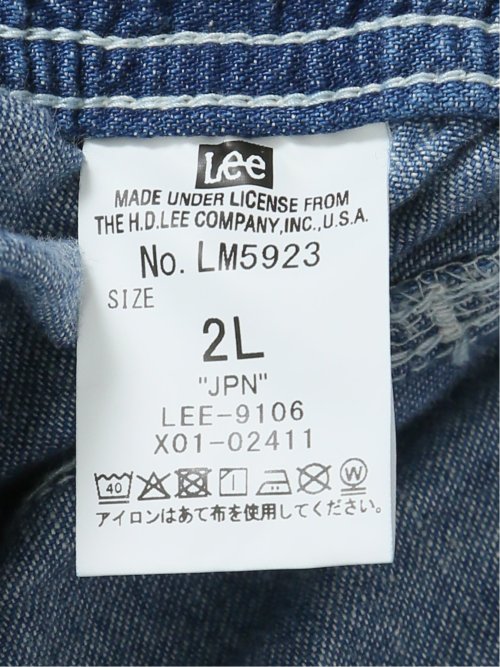 Lee
MADE UNDER LICENSE FROM
THE H.D.LEE COMPANY,INC.,U.S.A.
No. LM5923
SIZE
2L
"JPN"
LEE-9106
X01-02411
40 W
アイロンはあて布を使用してください。